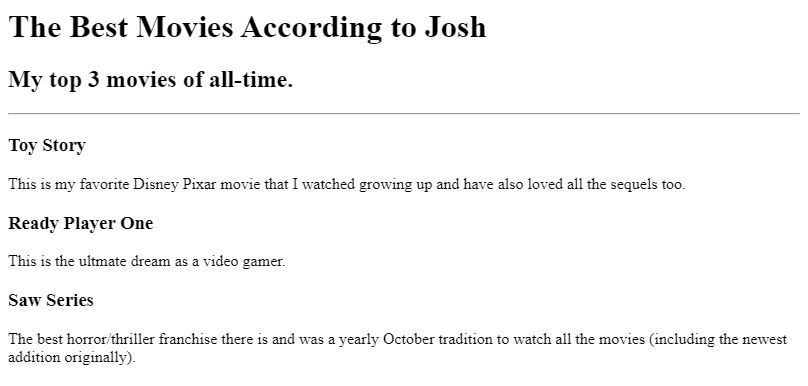 The Best Movies According to Josh
My top 3 movies of all-time.
Toy Story
This is my favorite Disney Pixar movie that I watched growing up and have also loved all the sequels too.
Ready Player One
This is the ultmate dream as a video gamer.
Saw Series
The best horror/thriller franchise there is and was a yearly October tradition to watch all the movies (including the newest
addition originally).